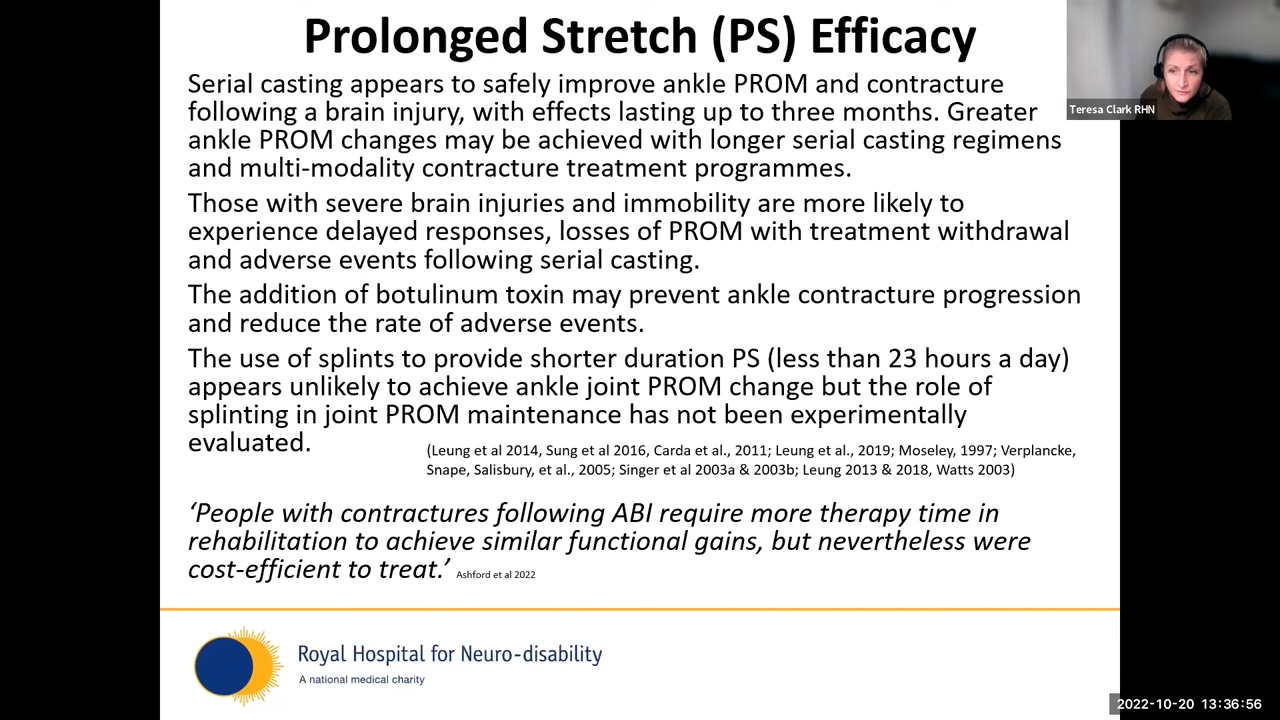 Prolonged Stretch (PS) Efficacy
Serial casting appears to safely improve ankle PROM and contracture
following a brain injury, with effects lasting up to three months. Greater
ankle PROM changes may be achieved with longer serial casting regimens
and multi-modality contracture treatment programmes.
Those with severe brain injuries and immobility are more likely to
experience delayed responses, losses of PROM with treatment withdrawal
and adverse events following serial casting.
The addition of botulinum toxin may prevent ankle contracture progression
and reduce the rate of adverse events.
The use of splints to provide shorter duration PS (less than 23 hours a day)
appears unlikely to achieve ankle joint PROM change but the role of
splinting in joint PROM maintenance has not been experimentally
evaluated.
(Leung et al 2014, Sung et al 2016, Carda et al., 2011; Leung et al., 2019; Moseley, 1997; Verplancke,
Snape, Salisbury, et al., 2005; Singer et al 2003a & 2003b; Leung 2013 & 2018, Watts 2003)
‘People with contractures following ABI require more therapy time in
rehabilitation to achieve similar functional gains, but nevertheless were
cost-efficient to treat.’ Ashford et al 2022
Royal Hospital for Neuro-disability
A national medical charity
Teresa Clark RHN
2022-10-20 13:36:56